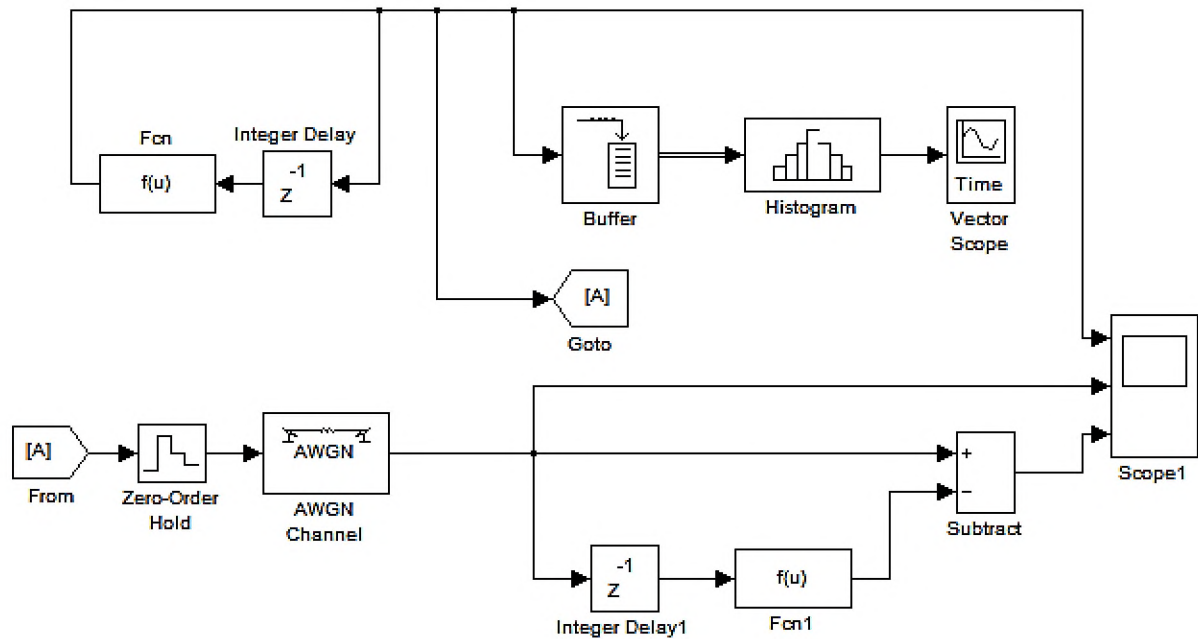 Fcn
Integer Delay
f(u)
-1
Z
Buffer
Histogram
Time
Vector
Scope
[A]
Goto
[A]
From
Zero-Order
Hold
AWGN
AWGN
Channel
+
−
Subtract
Scope1
-1
Z
Integer Delay1
f(u)
Fcn1